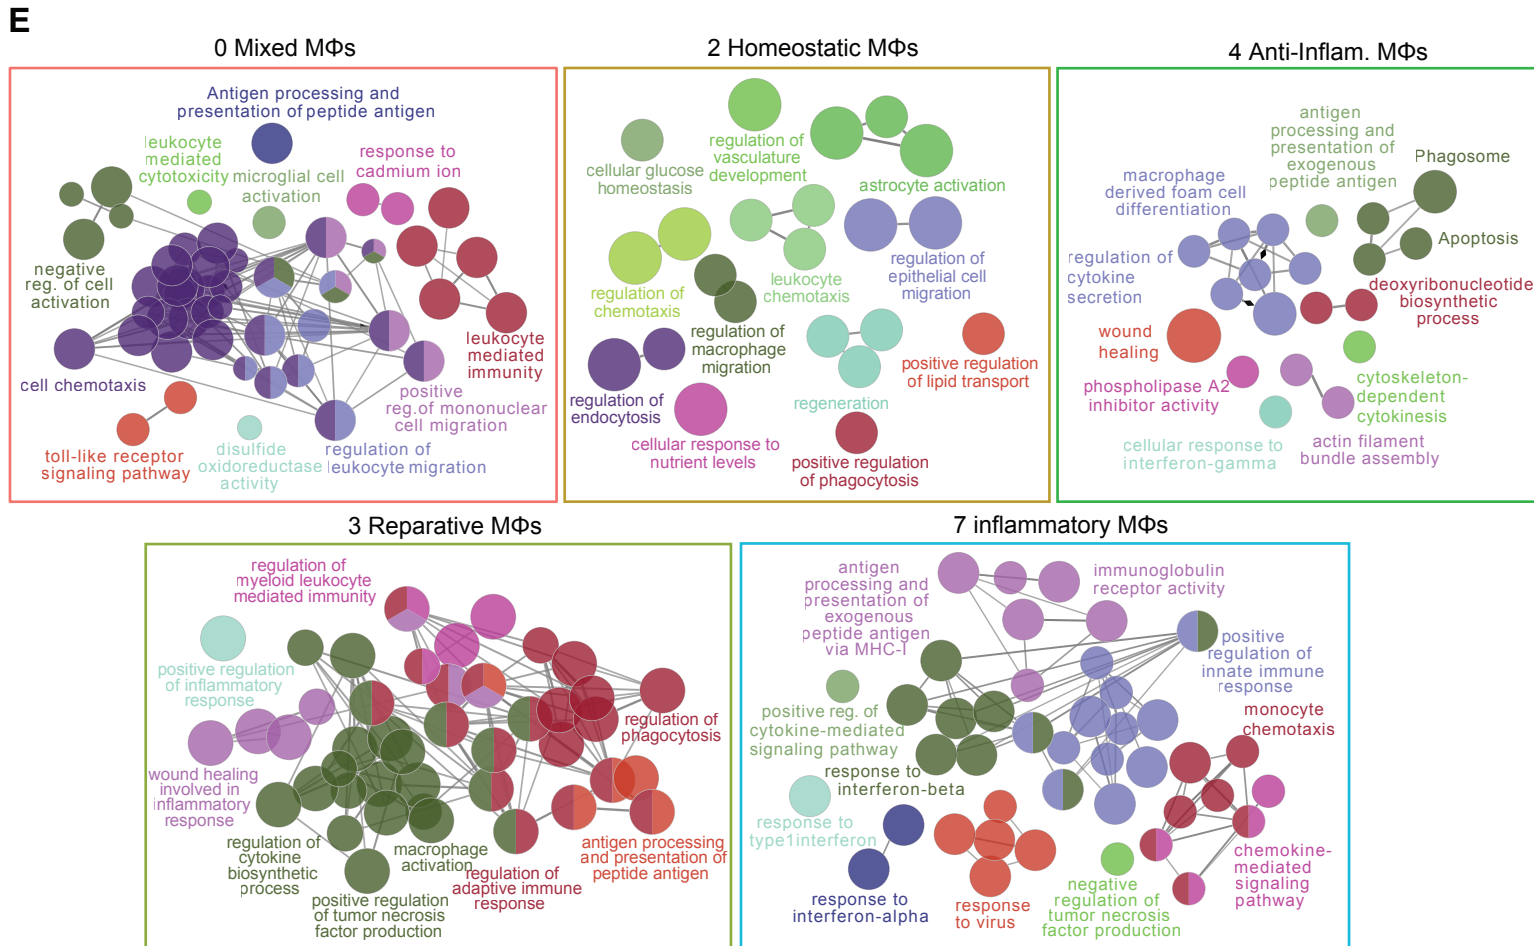 E
0 Mixed MΦs
Antigen processing and
presentation of peptide antigen
leukocyte
mediated
cytotoxicity
microglial cell
activation
response to
cadmium ion
negative
reg. of cell
activation
cell chemotaxis
leukocyte
mediated
immunity
positive
reg.of mononuclear
cell migration
toll-like receptor
signaling pathway
disulfide
oxidoreductase
activity
regulation of
leukocyte migration
2 Homeostatic MΦs
cellular glucose
homeostasis
regulation of
vasculature
development
astrocyte activation
regulation of
chemotaxis
leukocyte
chemotaxis
regulation of
epithelial cell
migration
regulation of
macrophage
migration
regulation of
endocytosis
regeneration
positive regulation
of lipid transport
cellular response to
nutrient levels
positive regulation
of phagocytosis
4 Anti-Inflam. MΦs
antigen
processing and
presentation of
exogenous
peptide antigen
Phagosome
macrophage
derived foam cell
differentiation
Apoptosis
regulation of
cytokine
secretion
deoxyribonucleotide
biosynthetic
process
wound
healing
phospholipase A2
inhibitor activity
cytoskeleton-
dependent
cytokinesis
cellular response to
interferon-gamma
actin filament
bundle assembly
3 Reparative MΦs
regulation of
myeloid leukocyte
mediated immunity
positive regulation
of inflammatory
response
regulation of
phagocytosis
wound healing
involved in
inflammatory
response
regulation of
cytokine
biosynthetic
process
macrophage
activation
positive regulation
of tumor necrosis
factor production
regulation of
adaptive immune
response
antigen processing
and presentation of
peptide antigen
7 inflammatory MΦs
antigen
processing and
presentation of
exogenous
peptide antigen
via MHC-I
immunoglobulin
receptor activity
positive
regulation of
innate immune
response
positive reg. of
cytokine-mediated
signaling pathway
monocyte
chemotaxis
response to
interferon-beta
response to
type1interferon
response to
interferon-alpha
response
to virus
negative
regulation of
tumor necrosis
factor production
chemokine-
mediated
signaling
pathway